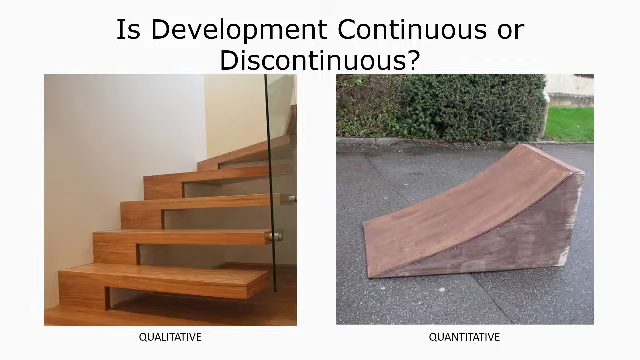 Is Development Continuous or
Discontinuous?
QUALITATIVE
QUANTITATIVE